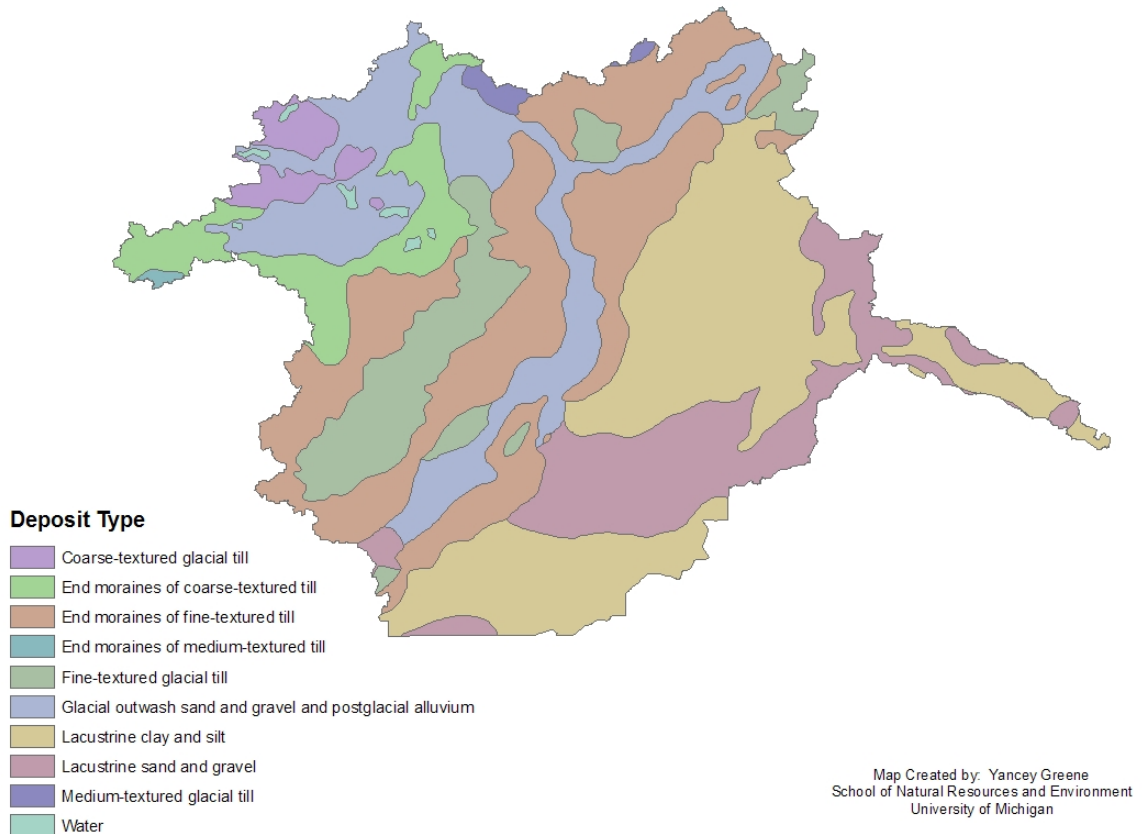 Deposit Type
Coarse-textured glacial till
End moraines of coarse-textured till
End moraines of fine-textured till
End moraines of medium-textured till
Fine-textured glacial till
Glacial outwash sand and gravel and postglacial alluvium
Lacustrine clay and silt
Lacustrine sand and gravel
Medium-textured glacial till
Water
Map Created by: Yancey Greene
School of Natural Resources and Environment
University of Michigan